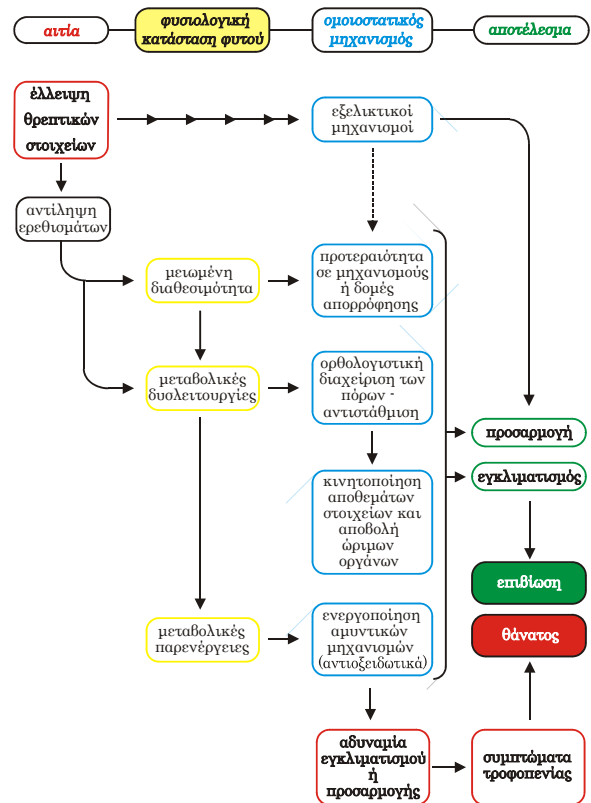 αιτία
φυσιολογική
κατάσταση φυτού
ομοιοστατικός
μηχανισμός
αποτέλεσμα
έλλειψη
θρεπτικών
στοιχείων
εξελικτικοί
μηχανισμοί
αντίληψη
ερεθισμάτων
μειωμένη
διαθεσιμότητα
προτεραιότητα
σε μηχανισμούς
ή δομές
απορρόφησης
μεταβολικές
δυσλειτουργίες
ορθολογιστική
διαχείριση των
πόρων -
αντιστάθμιση
προσαρμογή
εγκλιματισμός
κινητοποίηση
αποθεμάτων
στοιχείων και
αποβολή
ώριμων
οργάνων
επιβίωση
θάνατος
μεταβολικές
παρενέργειες
ενεργοποίηση
αμυντικών
μηχανισμών
(αντιοξειδωτικά)
αδυναμία
εγκλιματισμού
ή
προσαρμογής
συμπτώματα
τροφοπενίας